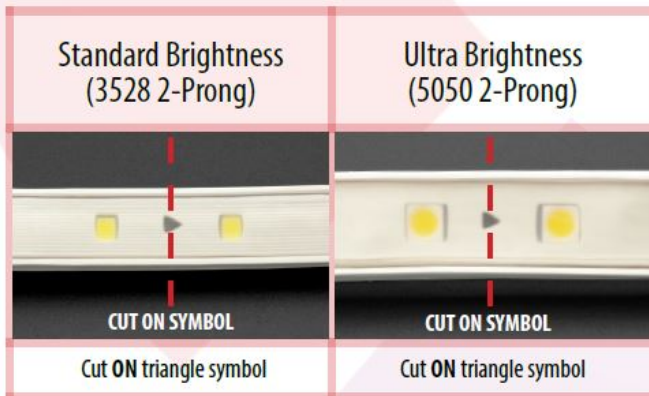 Standard Brightness
(3528 2-Prong)
Ultra Brightness
(5050 2-Prong)
CUT ON SYMBOL
CUT ON SYMBOL
Cut ON triangle symbol
Cut ON triangle symbol